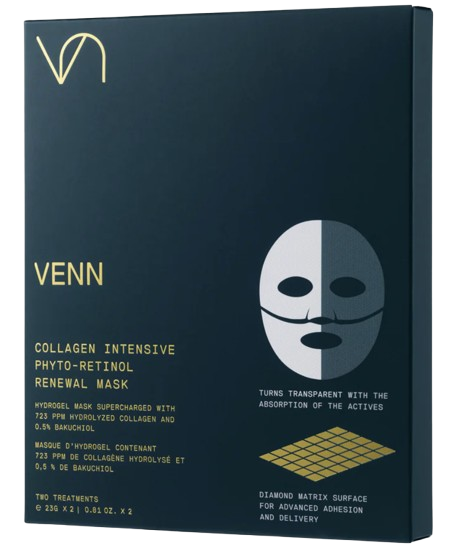 VENN
COLLAGEN INTENSIVE
PHYTO-RETINOL
RENEWAL MASK
HYDROGEL MASK SUPERCHARGED WITH
723 PPM HYDROLYZED COLLAGEN AND
0.5% BAKUCHIOL
MASQUE D'HYDROGEL CONTENANT
723 PPM DE COLLAGÈNE HYDROLYSÉ ET
0,5 % DE BAKUCHIOL
TWO TREATMENTS
℮ 23G X 2 | 0.81 OZ. X 2
TURNS TRANSPARENT WITH THE
ABSORPTION OF THE ACTIVES
DIAMOND MATRIX SURFACE
FOR ADVANCED ADHESION
AND DELIVERY